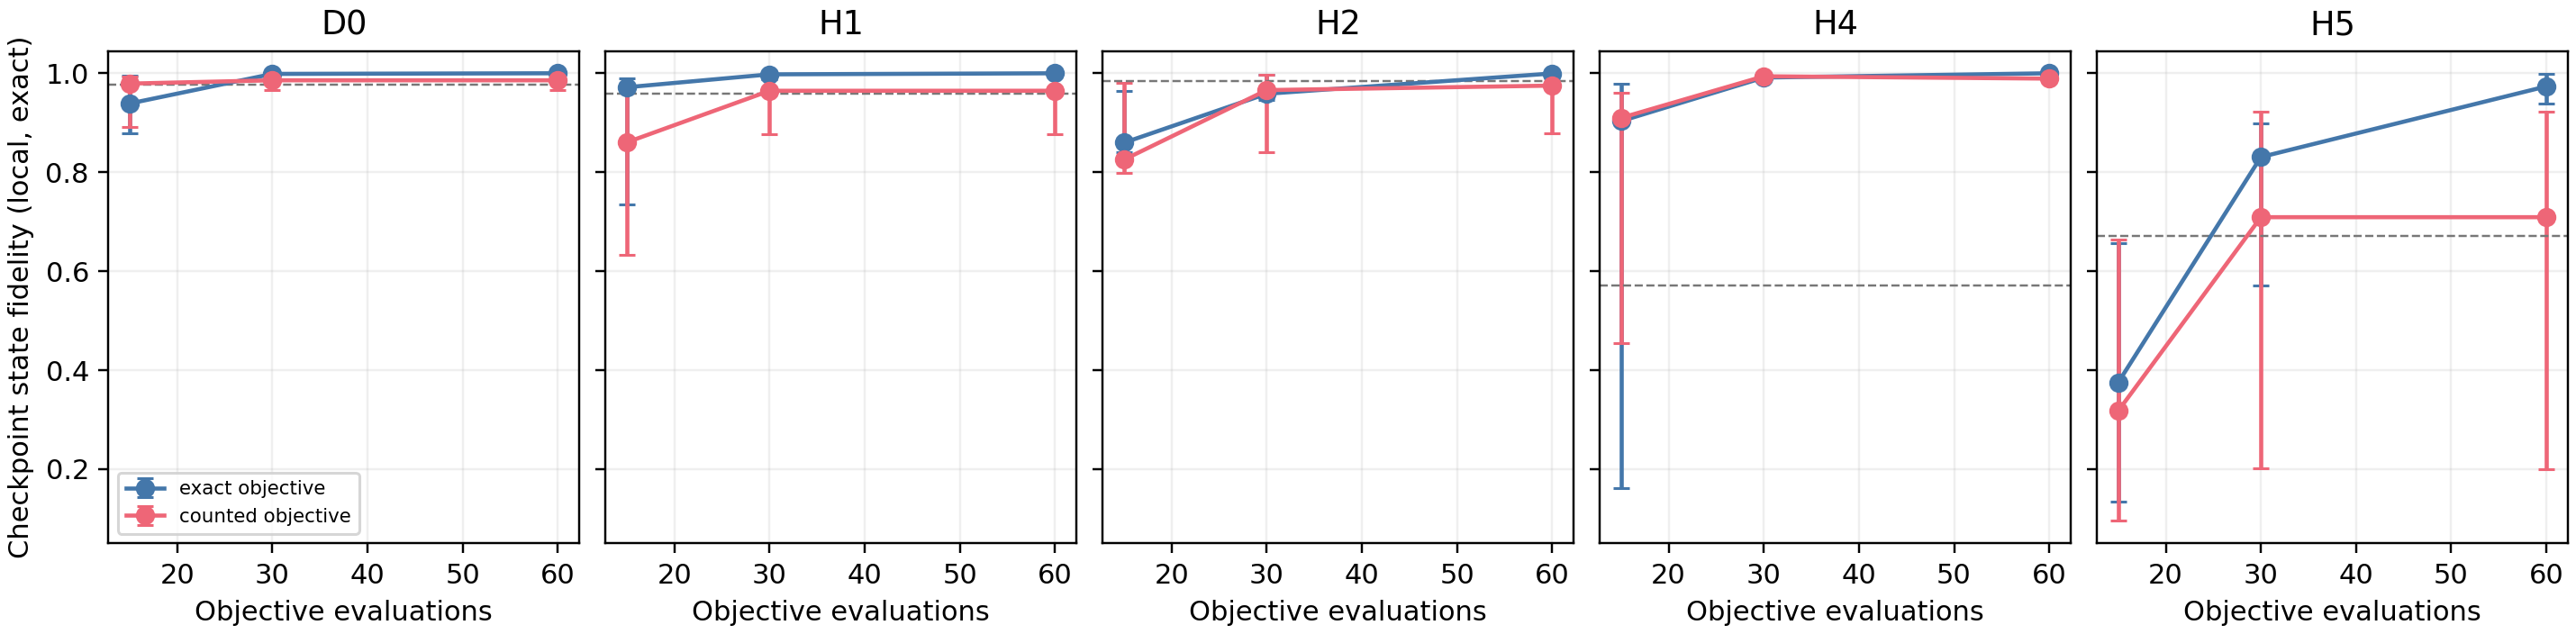 D0 H1 H2 H4 H5
Checkpoint state fidelity (local, exact)
1.0
0.8
0.6
0.4
0.2
exact objective
counted objective
20 30 40 50 60 20 30 40 50 60 20 30 40 50 60 20 30 40 50 60 20 30 40 50 60
Objective evaluations Objective evaluations Objective evaluations Objective evaluations Objective evaluations